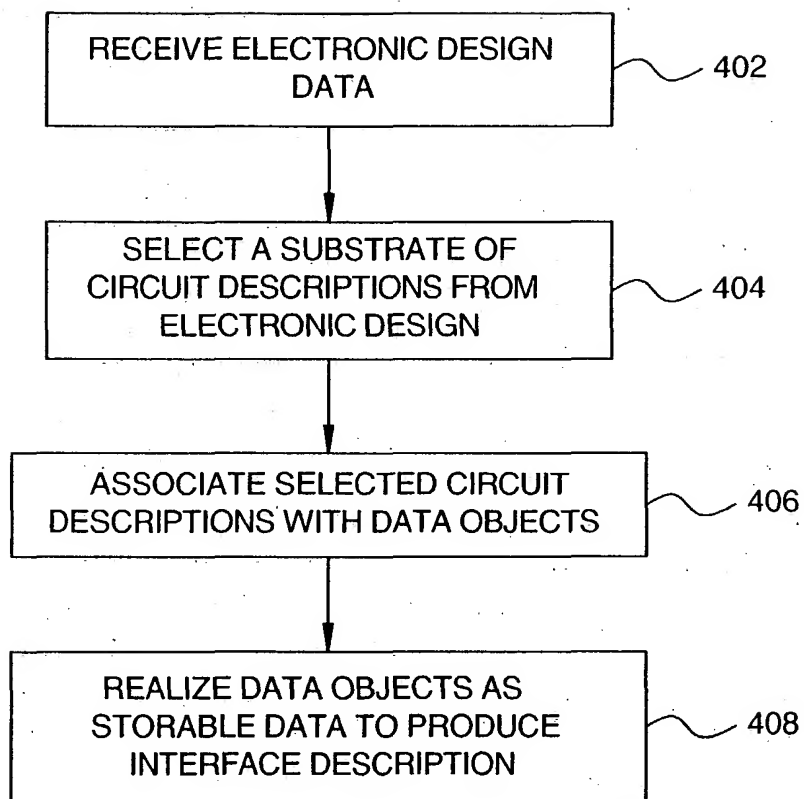 RECEIVE ELECTRONIC DESIGN
DATA
402
SELECT A SUBSTRATE OF
CIRCUIT DESCRIPTIONS FROM
ELECTRONIC DESIGN
404
ASSOCIATE SELECTED CIRCUIT
DESCRIPTIONS WITH DATA OBJECTS
406
REALIZE DATA OBJECTS AS
STORABLE DATA TO PRODUCE
INTERFACE DESCRIPTION
408